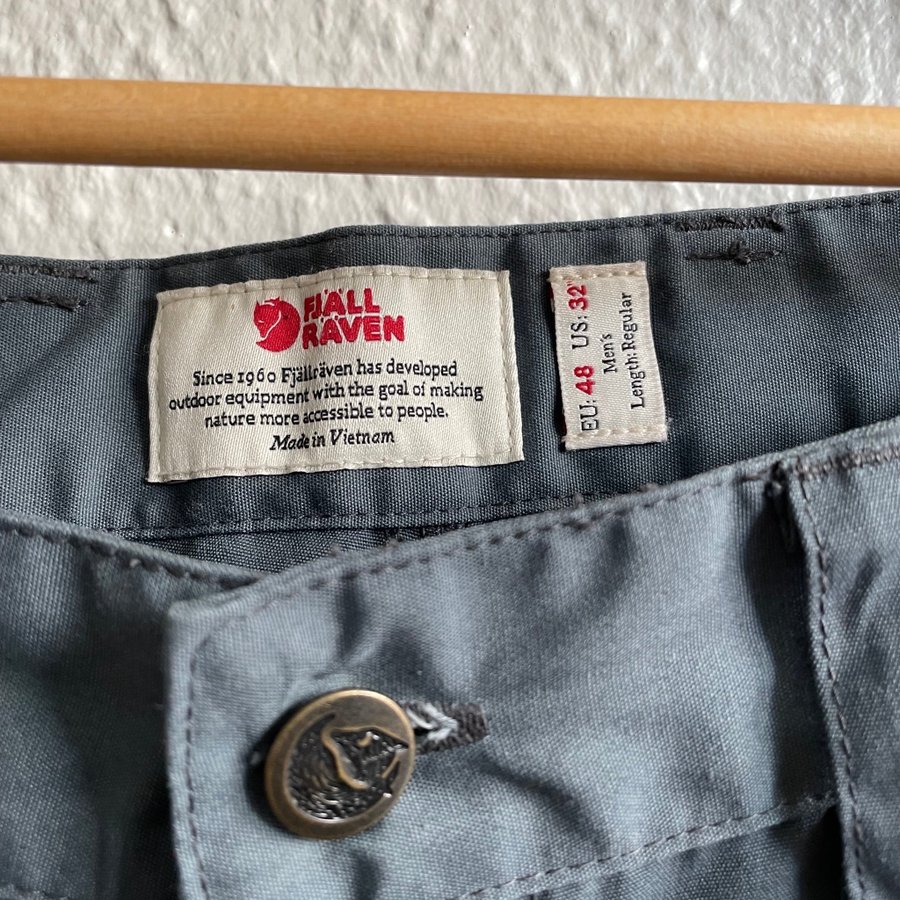 FJÄLL
RÄVEN
Since 1960 Fjällräven has developed
outdoor equipment with the goal of making
nature more accessible to people.
Made in Vietnam
EU: 48 US: 32"
Men's
Length: Regular